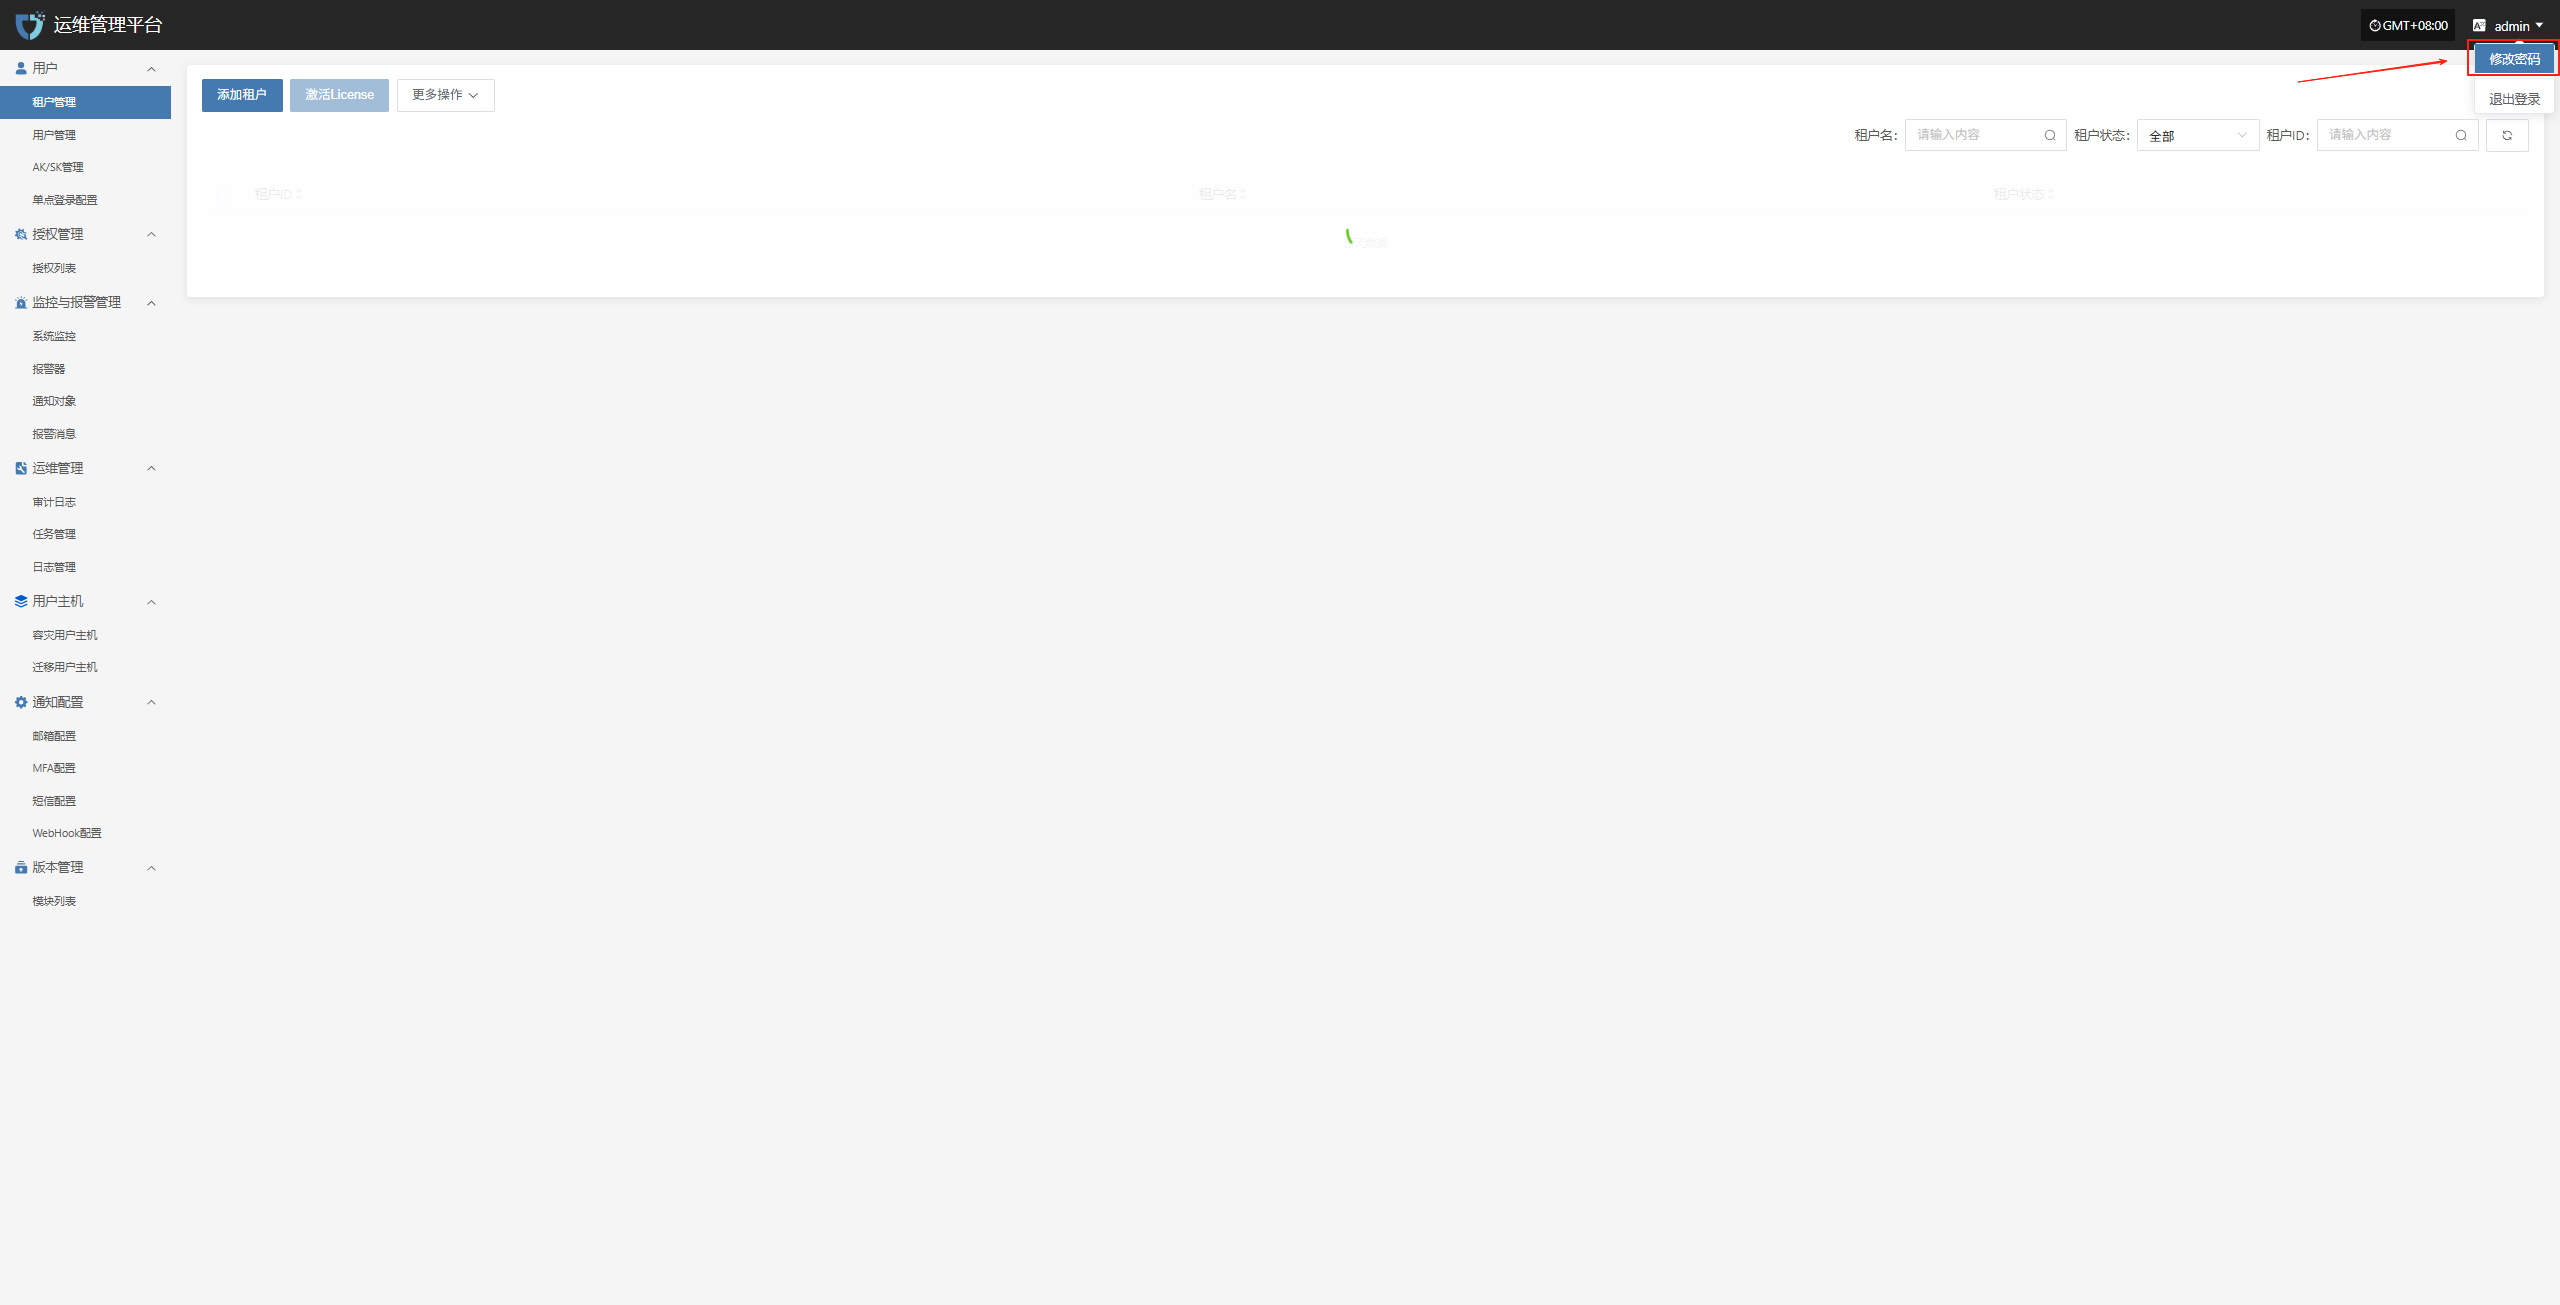 运维管理平台
GMT+08:00
admin
修改密码
退出登录
用户
租户管理
用户管理
AK/SK管理
单点登录配置
授权管理
授权列表
监控与报警管理
系统监控
报警器
通知对象
报警消息
运维管理
审计日志
任务管理
日志管理
用户主机
容灾用户主机
迁移用户主机
通知配置
邮箱配置
MFA配置
短信配置
WebHook配置
版本管理
模块列表
添加租户 激活License 更多操作
租户名: 请输入内容 租户状态: 全部 租户ID: 请输入内容
租户ID : 租户名 : 租户状态 :
无数据